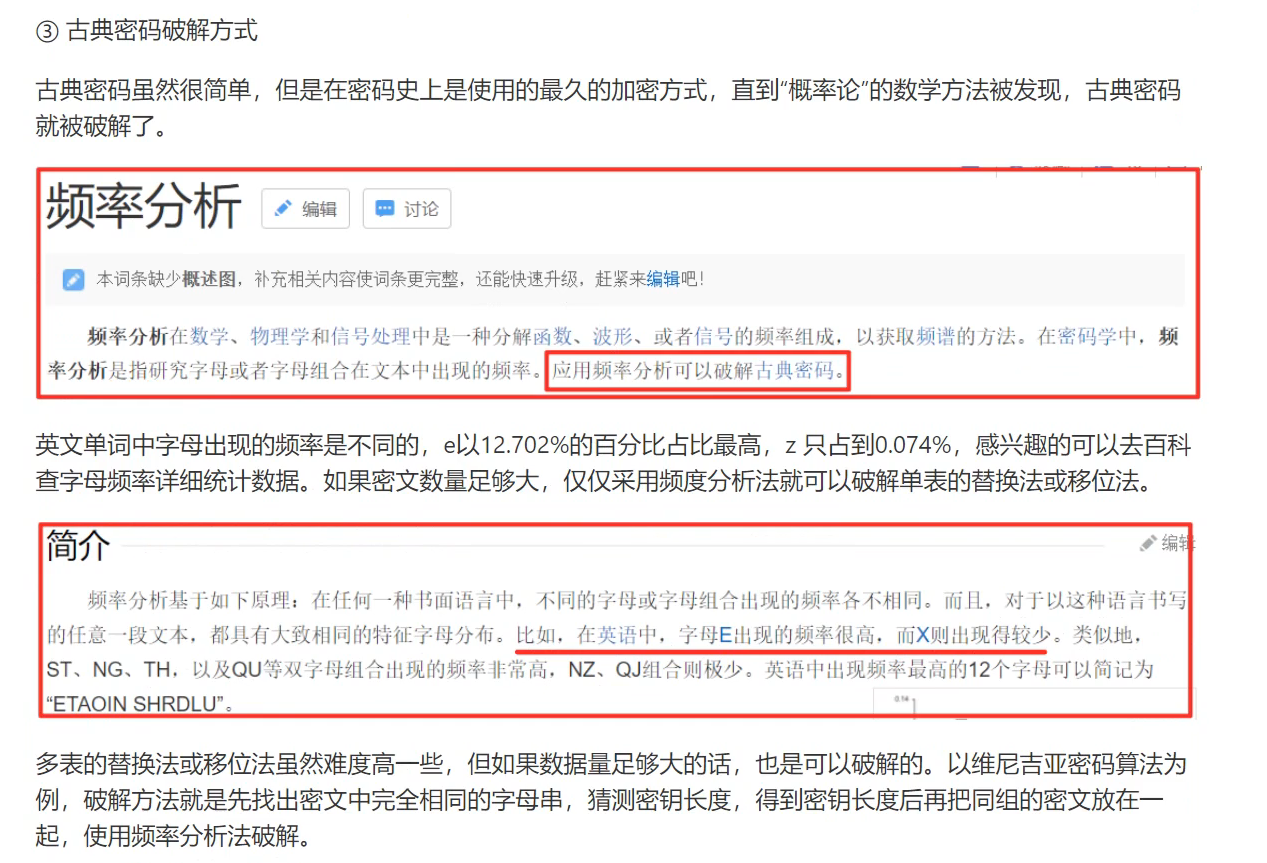 ③ 古典密码破解方式
古典密码虽然很简单，但是在密码史上是使用的最久的加密方式，直到“概率论”的数学方法被发现，古典密码
就被破解了。
频率分析 编辑 讨论
本词条缺少概述图，补充相关内容使词条更完整，还能快速升级，赶紧来编辑吧！
频率分析在数学、物理学和信号处理中是一种分解函数、波形、或者信号的频率组成，以获取频谱的方法。在密码学中，频
率分析是指研究字母或者字母组合在文本中出现的频率。应用频率分析可以破解古典密码。
英文单词中字母出现的频率是不同的，e以12.702%的百分比占比最高，z 只占到0.074%，感兴趣的可以去百科
查字母频率详细统计数据。如果密文数量足够大，仅仅采用频度分析法就可以破解单表的替换法或移位法。
简介 编辑
频率分析基于如下原理：在任何一种书面语言中，不同的字母或字母组合出现的频率各不相同。而且，对于以这种语言书写
的任意一段文本，都具有大致相同的特征字母分布。比如，在英语中，字母E出现的频率很高，而X则出现得较少。类似地，
ST、NG、TH，以及QU等双字母组合出现的频率非常高，NZ、QJ组合则极少。英语中出现频率最高的12个字母可以简记为
“ETAOIN SHRDLU”。
0.14
多表的替换法或移位法虽然难度高一些，但如果数据量足够大的话，也是可以破解的。以维尼吉亚密码算法为
例，破解方法就是先找出密文中完全相同的字母串，猜测密钥长度，得到密钥长度后再把同组的密文放在一
起，使用频率分析法破解。